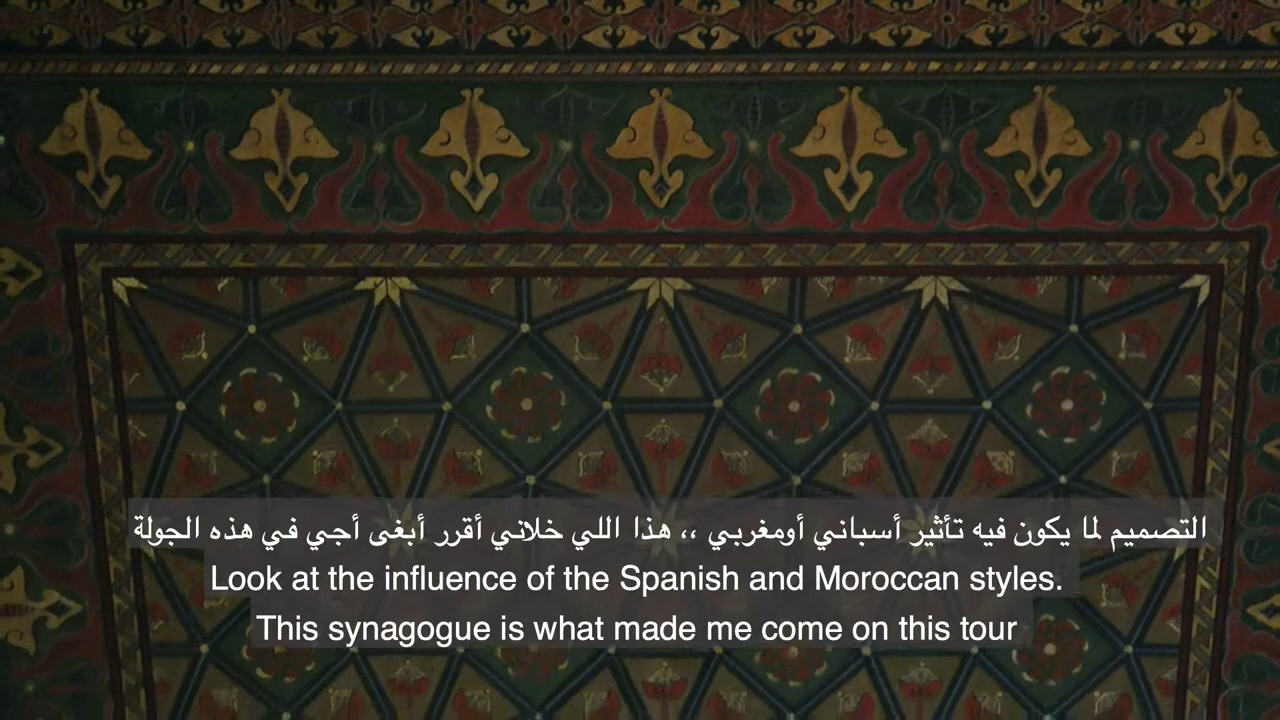 التصميم لما يكون فيه تأثير أسباني أومغربي ،، هذا اللي خلاني أقرر أبغى أجي في هذه الجولة
Look at the influence of the Spanish and Moroccan styles.
This synagogue is what made me come on this tour